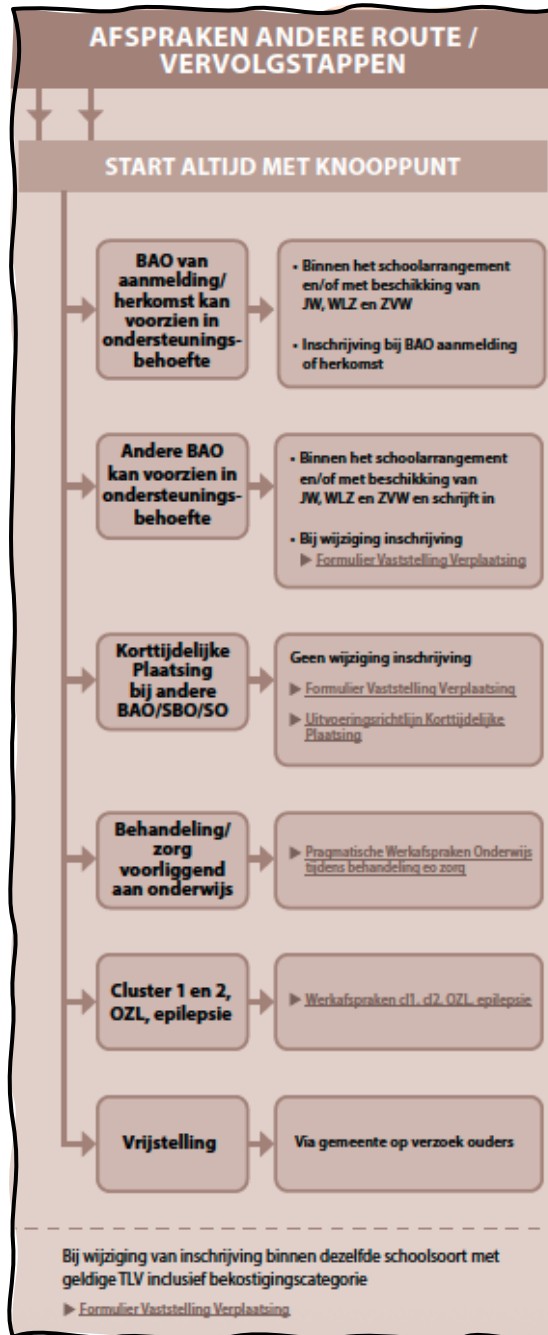 AFSPRAKEN ANDERE ROUTE /
VERVOLGSTAPPEN
START ALTIJD MET KNOOPPUNT
BAO van
aanmelding/
herkomst kan
voorzien in
ondersteunings-
behoefte
• Binnen het schoolarrangement
en/of met beschikking van
JW, WLZ en ZVW
• Inschrijving bij BAO aanmelding
of herkomst
Andere BAO
kan voorzien in
ondersteunings-
behoefte
• Binnen het schoolarrangement
en/of met beschikking van
JW, WLZ en ZVW en schrijft in
• Bij wijziging inschrijving
▶ Formulier Vaststelling Verplaatsing
Korttijdelijke
Plaatsing
bij andere
BAO/SBO/SO
Geen wijziging inschrijving
▶ Formulier Vaststelling Verplaatsing
▶ Uitvoeringsrichtlijn Korttijdelijke
Plaatsing
Behandeling/
zorg
voorliggend
aan onderwijs
▶ Pragmatische Werkafspraken Onderwijs
tijdens behandeling eo zorg
Cluster 1 en 2,
OZL, epilepsie
▶ Werkafspraken cl1, cl2, OZL, epilepsie
Vrijstelling
Via gemeente op verzoek ouders
Bij wijziging van inschrijving binnen dezelfde schoolsoort met
geldige TLV inclusief bekostigingscategorie
▶ Formulier Vaststelling Verplaatsing